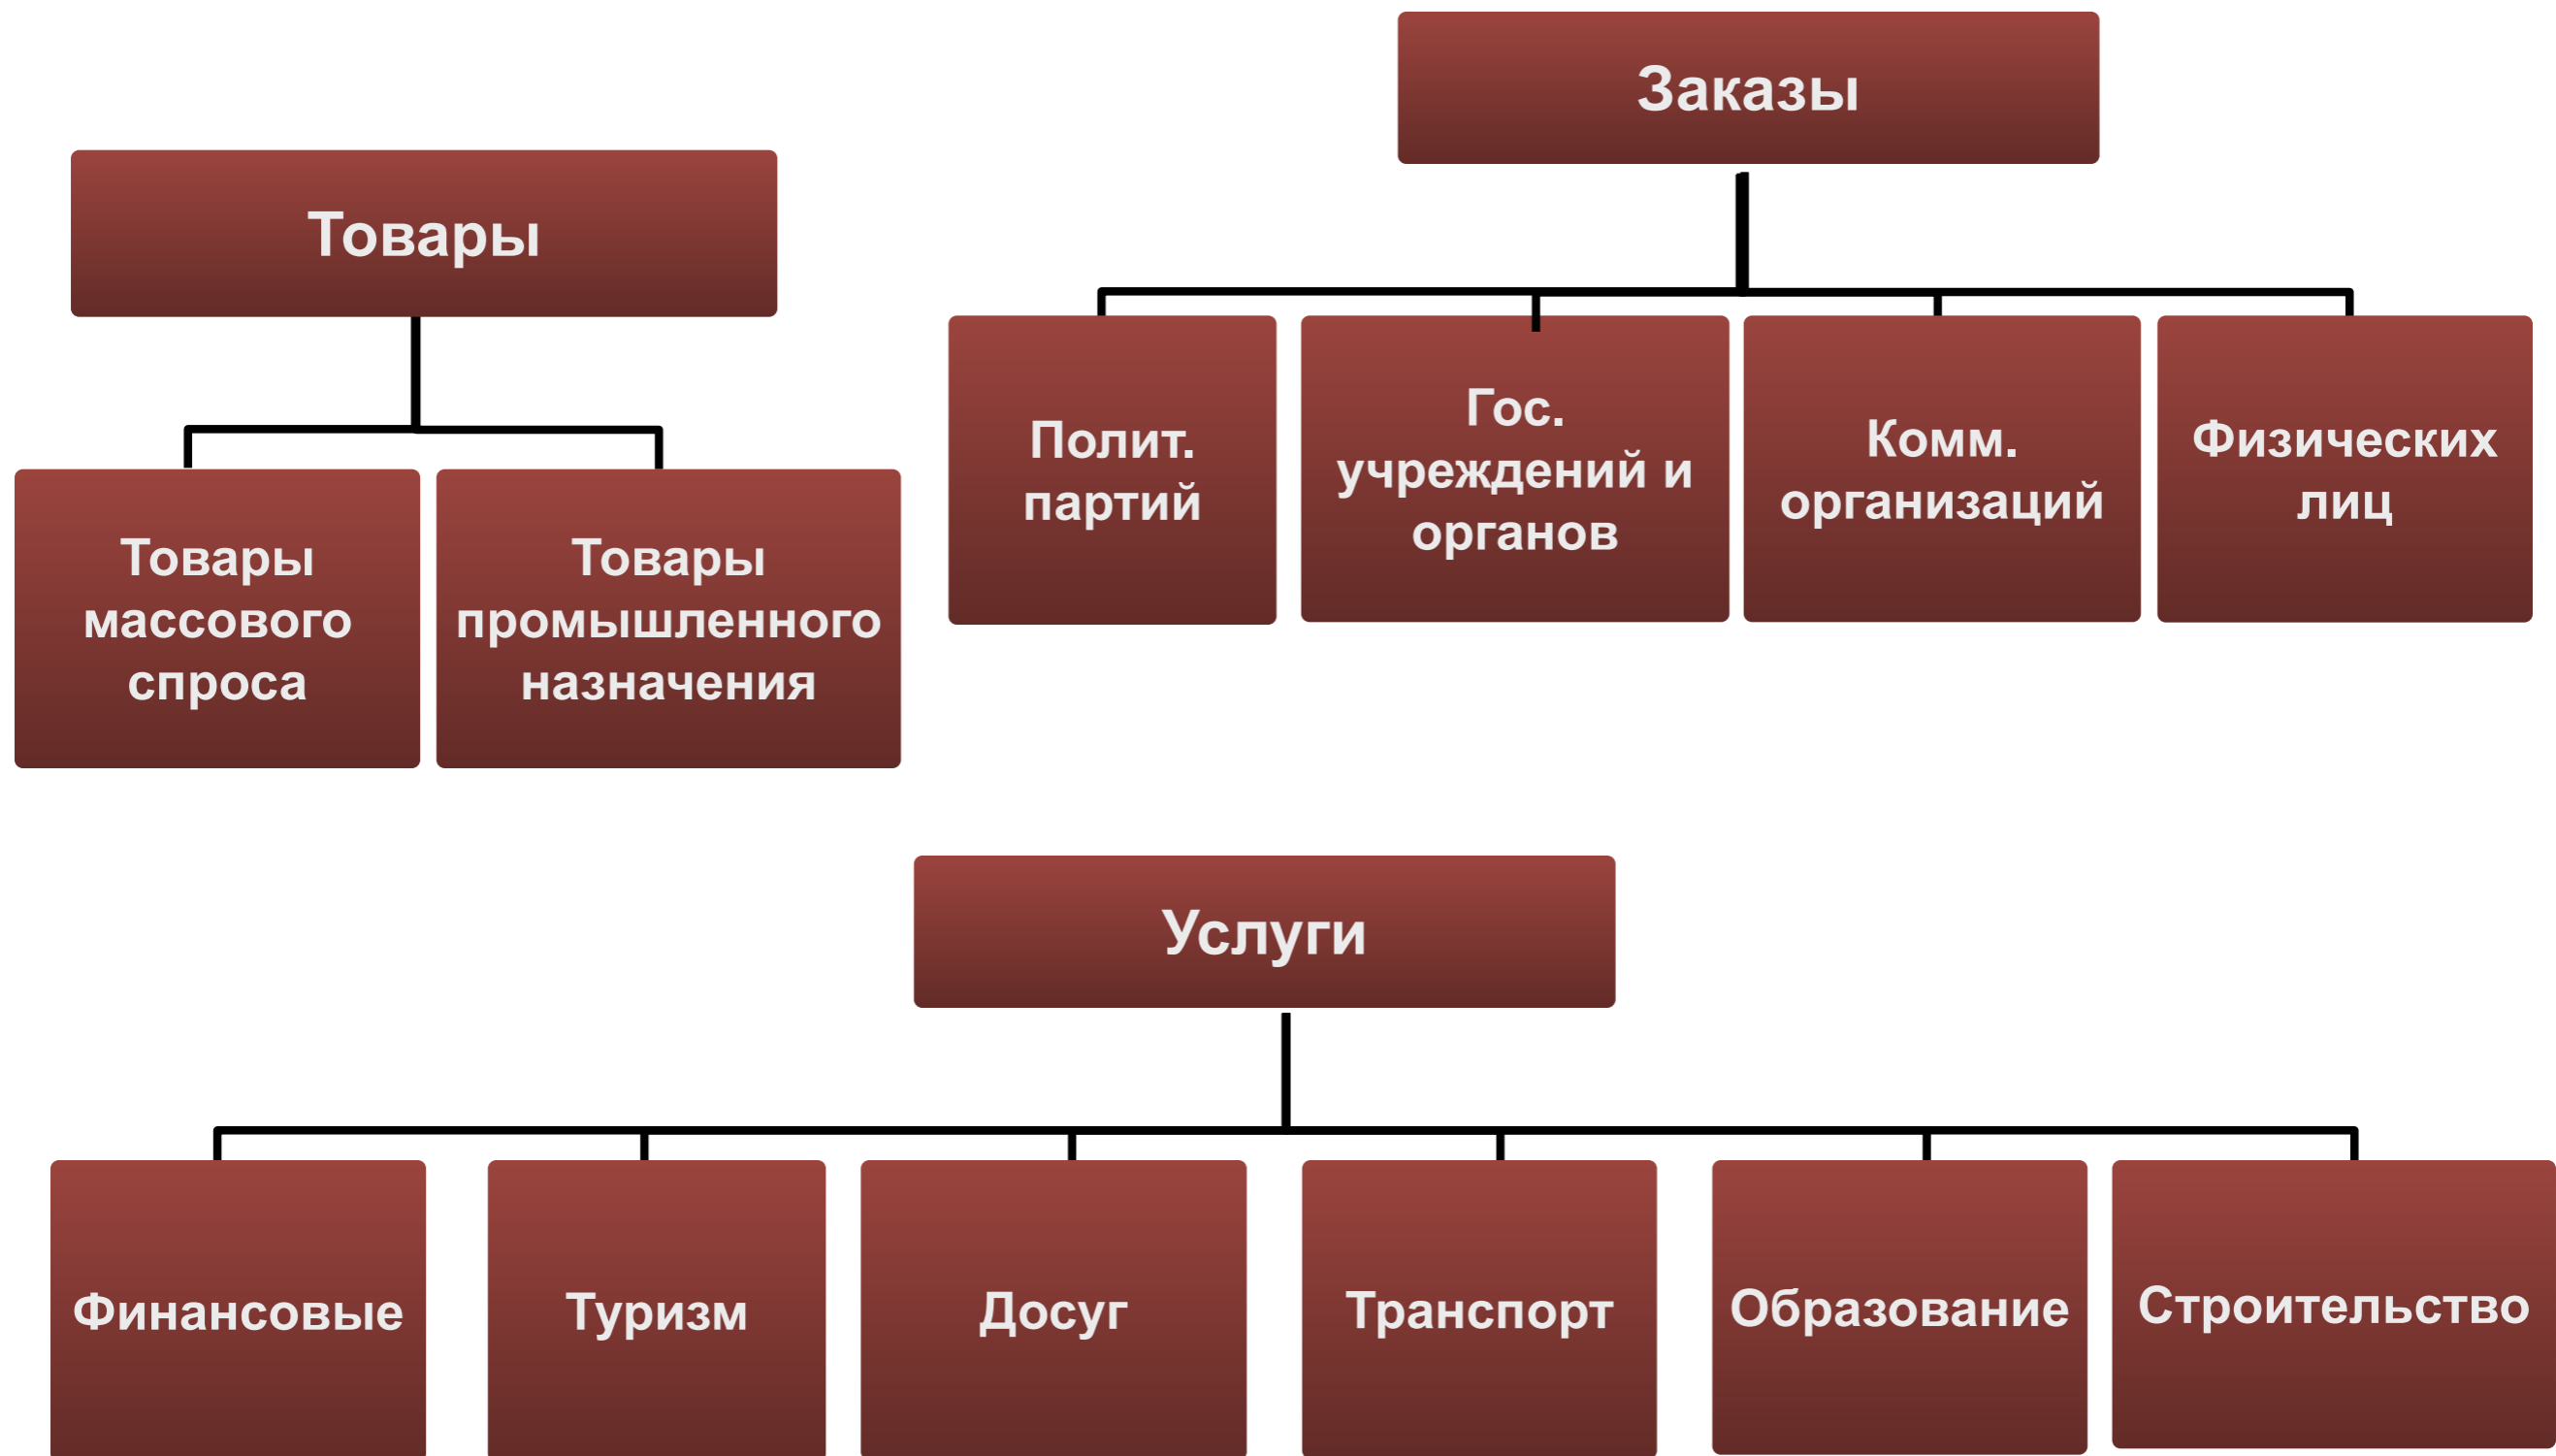 Товары
Товары
массового
спроса
Товары
промышленного
назначения
Заказы
Полит.
партий
Гос.
учреждений и
органов
Комм.
организаций
Физических
лиц
Услуги
Финансовые
Туризм
Досуг
Транспорт
Образование
Строительство